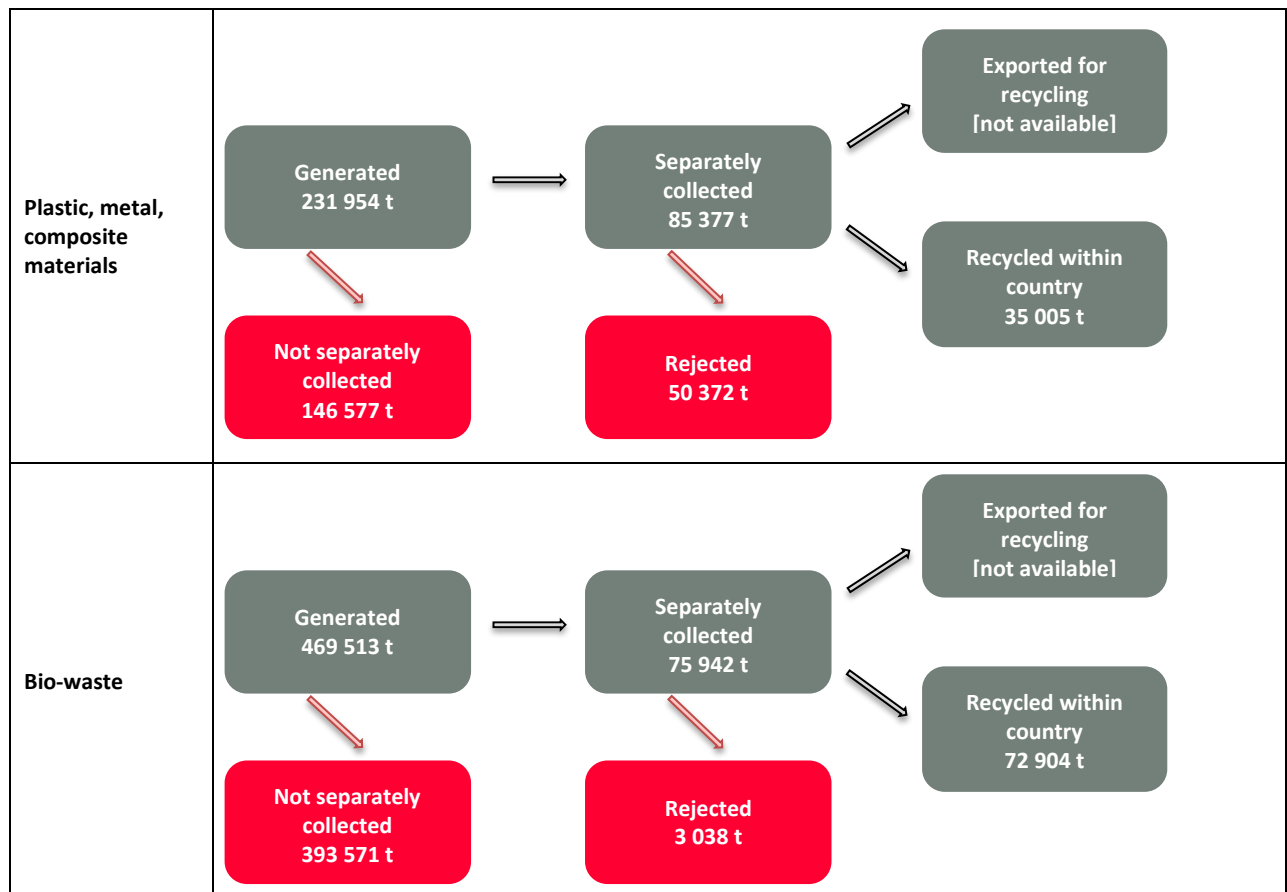 Plastic, metal,
composite
materials
Generated
231 954 t
Separately
collected
85 377 t
Exported for
recycling
[not available]
Recycled within
country
35 005 t
Not separately
collected
146 577 t
Rejected
50 372 t
Bio-waste
Generated
469 513 t
Separately
collected
75 942 t
Exported for
recycling
[not available]
Recycled within
country
72 904 t
Not separately
collected
393 571 t
Rejected
3 038 t